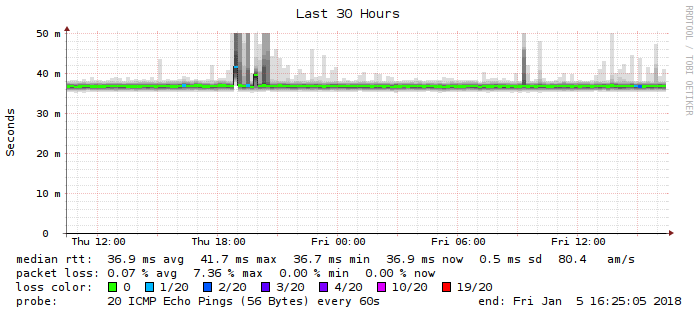 Last 30 Hours
RRDTOOL / TOBI OETIKER
Seconds
50 m
40 m
30 m
20 m
10 m
0
Thu 12:00 Thu 18:00 Fri 00:00 Fri 06:00 Fri 12:00
median rtt: 36.9 ms avg 41.7 ms max 36.7 ms min 36.9 ms now 0.5 ms sd 80.4 am/s
packet loss: 0.07 % avg 7.36 % max 0.00 % min 0.00 % now
loss color: 0 1/20 2/20 3/20 4/20 10/20 19/20
probe: 20 ICMP Echo Pings (56 Bytes) every 60s end: Fri Jan 5 16:25:05 2018